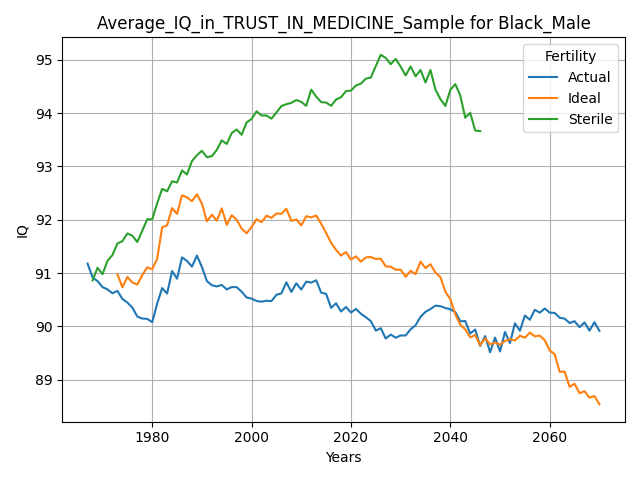 Average_IQ_in_TRUST_IN_MEDICINE_Sample for Black_Male
Fertility
Actual
Ideal
Sterile
IQ
95
94
93
92
91
90
89
1980
2000
2020
2040
2060
Years